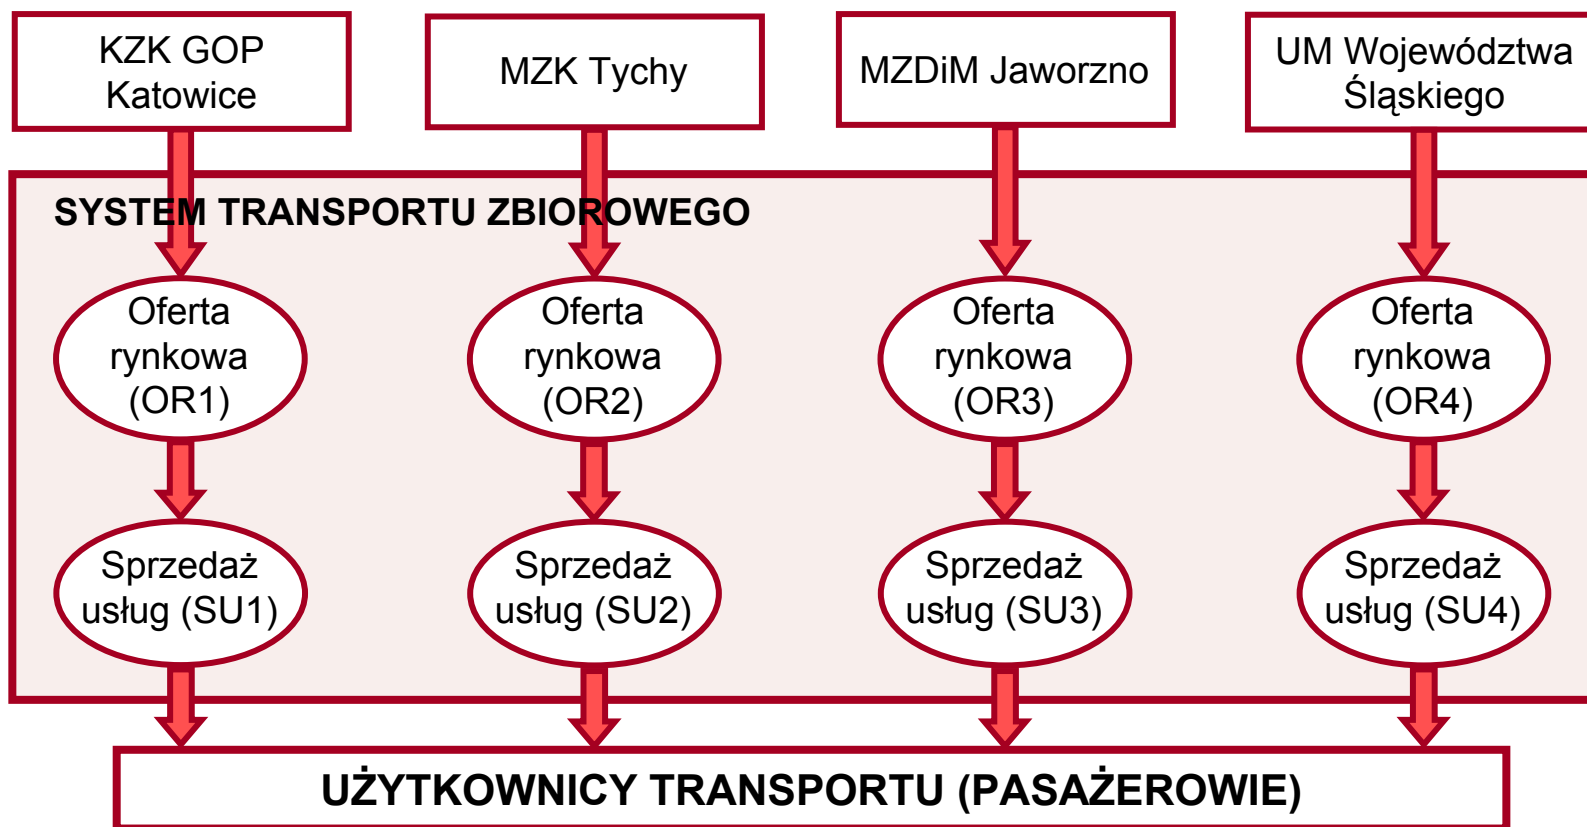 KZK GOP
Katowice
MZK Tychy
MZDiM Jaworzno
UM Województwa
Śląskiego
SYSTEM TRANSPORTU ZBIOROWEGO
Oferta
rynkowa
(OR1)
Oferta
rynkowa
(OR2)
Oferta
rynkowa
(OR3)
Oferta
rynkowa
(OR4)
Sprzedaż
usług (SU1)
Sprzedaż
usług (SU2)
Sprzedaż
usług (SU3)
Sprzedaż
usług (SU4)
UŻYTKOWNICY TRANSPORTU (PASAŻEROWIE)